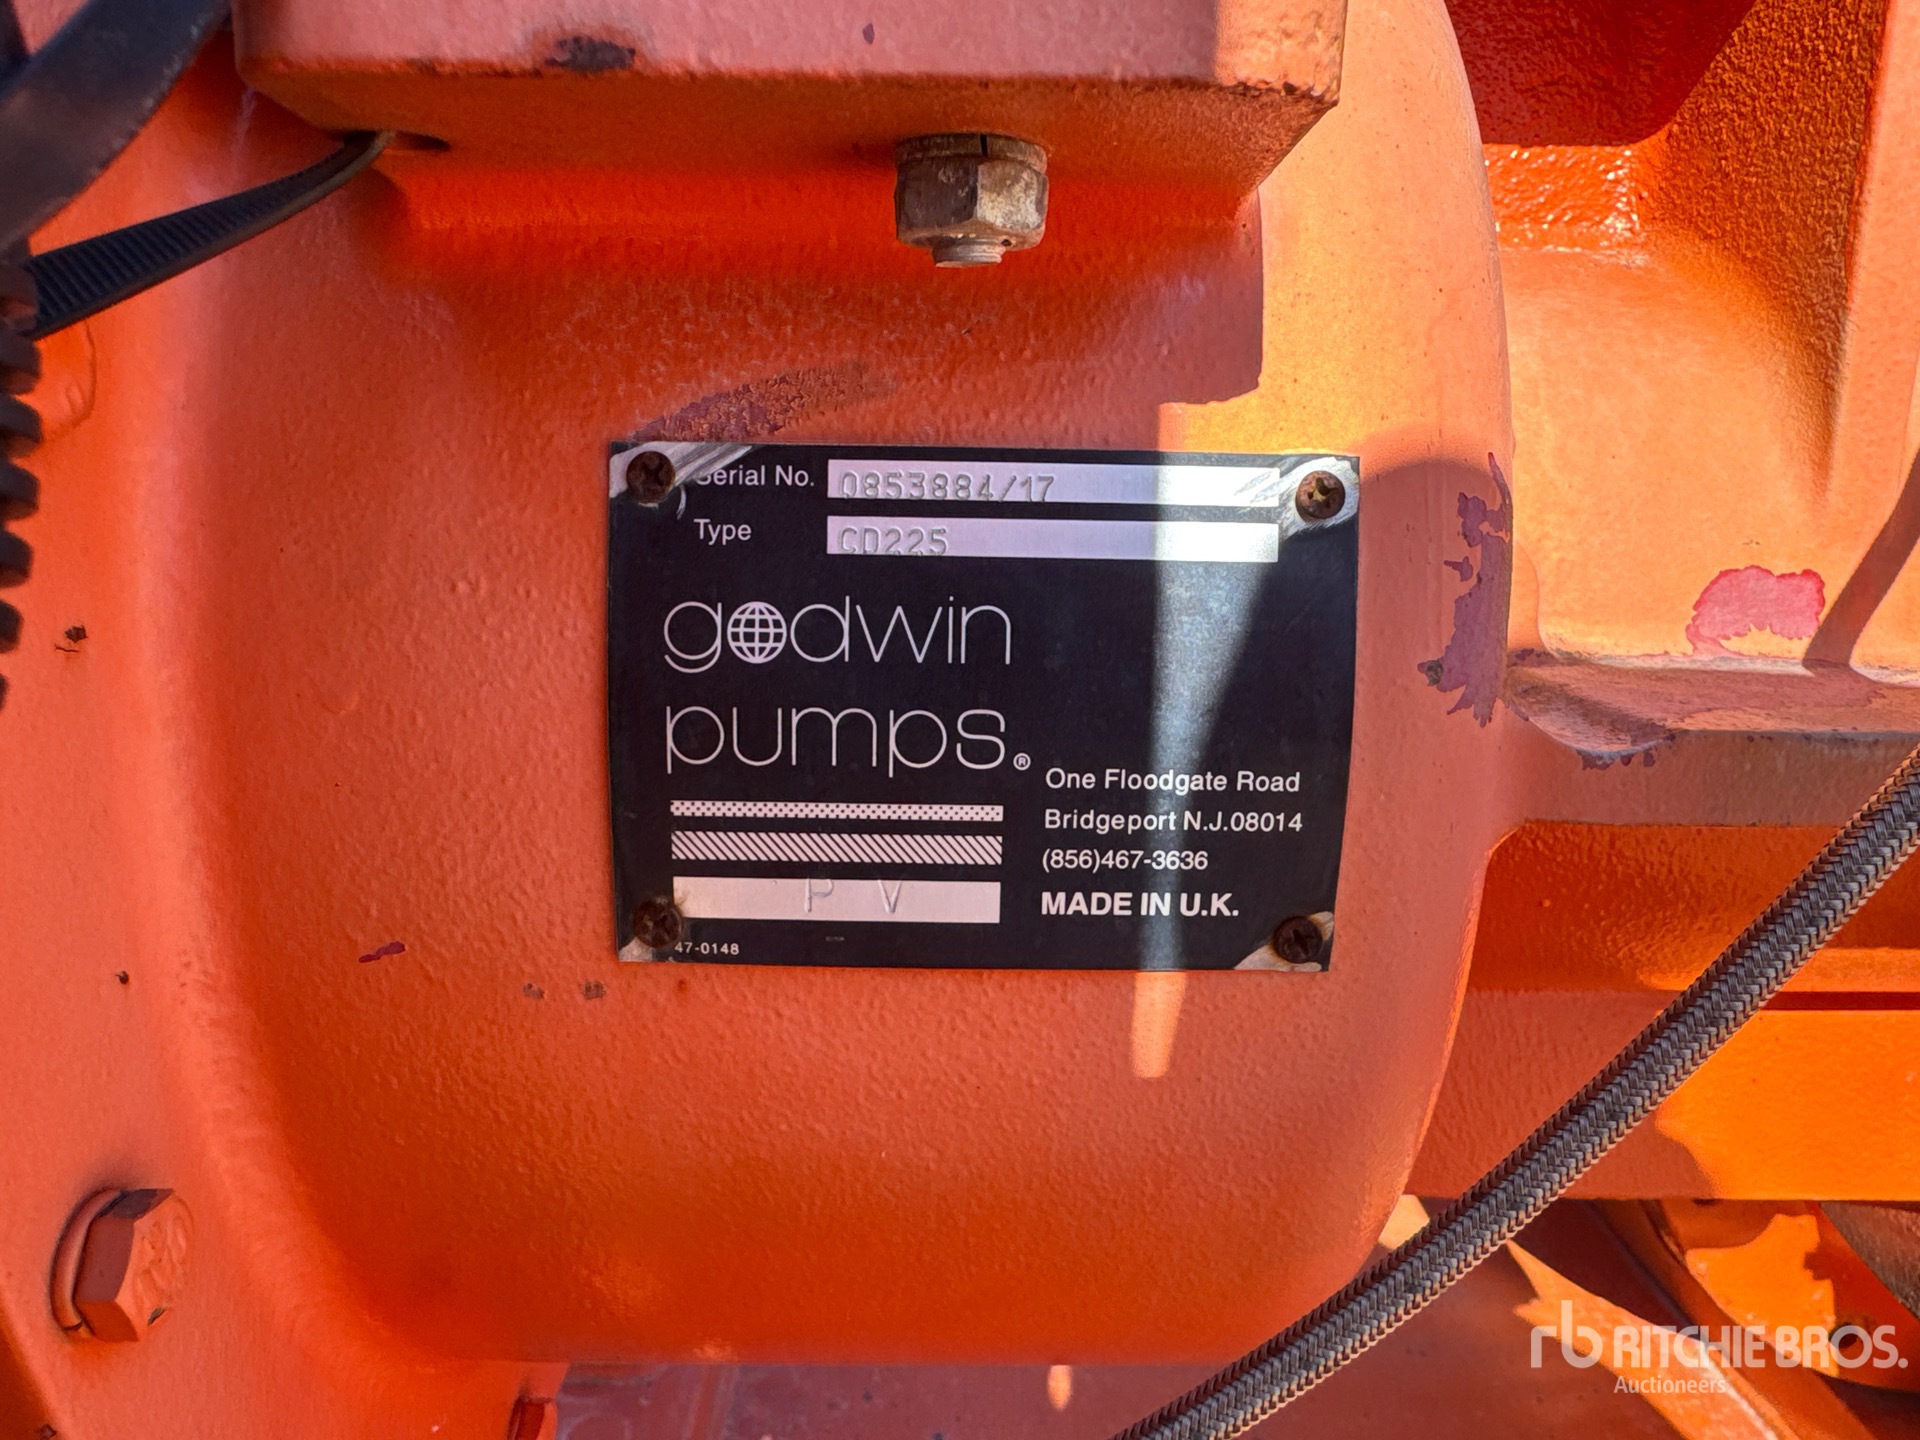 Serial No. 0853884/17
Type CD225
godwin
pumps.®
One Floodgate Road
Bridgeport N.J.08014
(856)467-3636
MADE IN U.K.
P V
47-0148
rb RITCHIE BROS.
Auctioneers